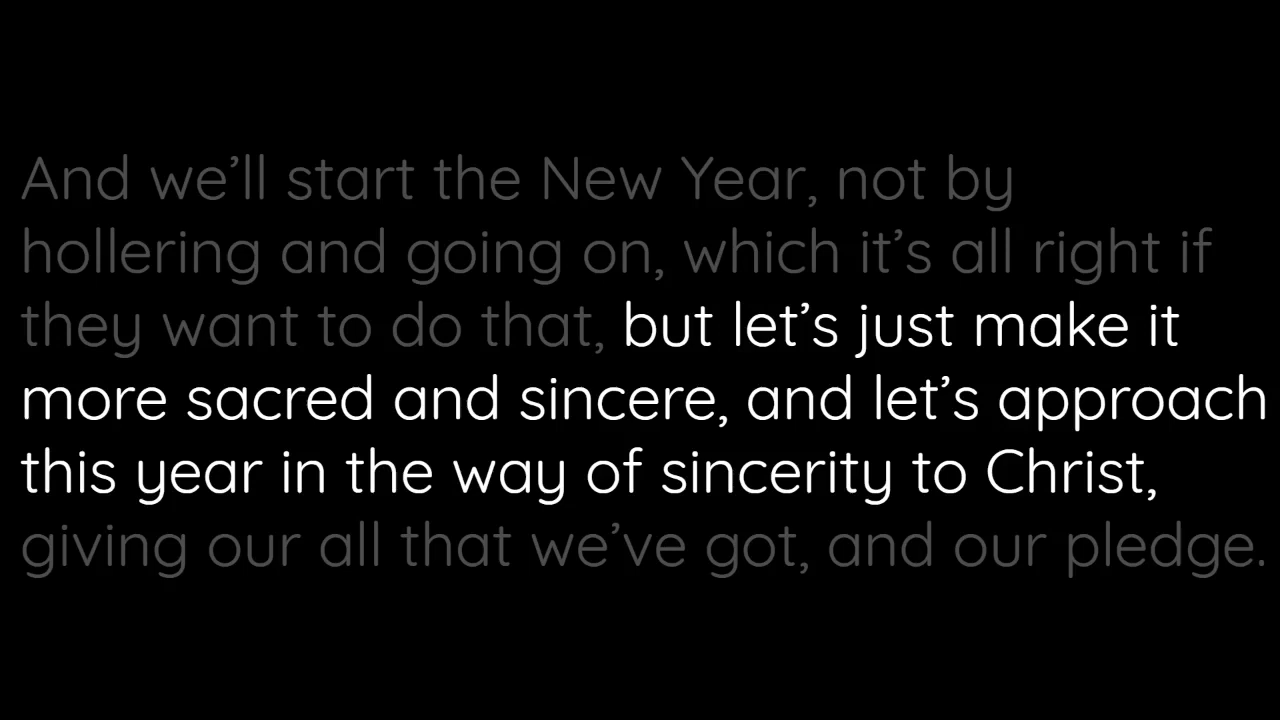 And we’ll start the New Year, not by
hollering and going on, which it’s all right if
they want to do that, but let’s just make it
more sacred and sincere, and let’s approach
this year in the way of sincerity to Christ,
giving our all that we’ve got, and our pledge.